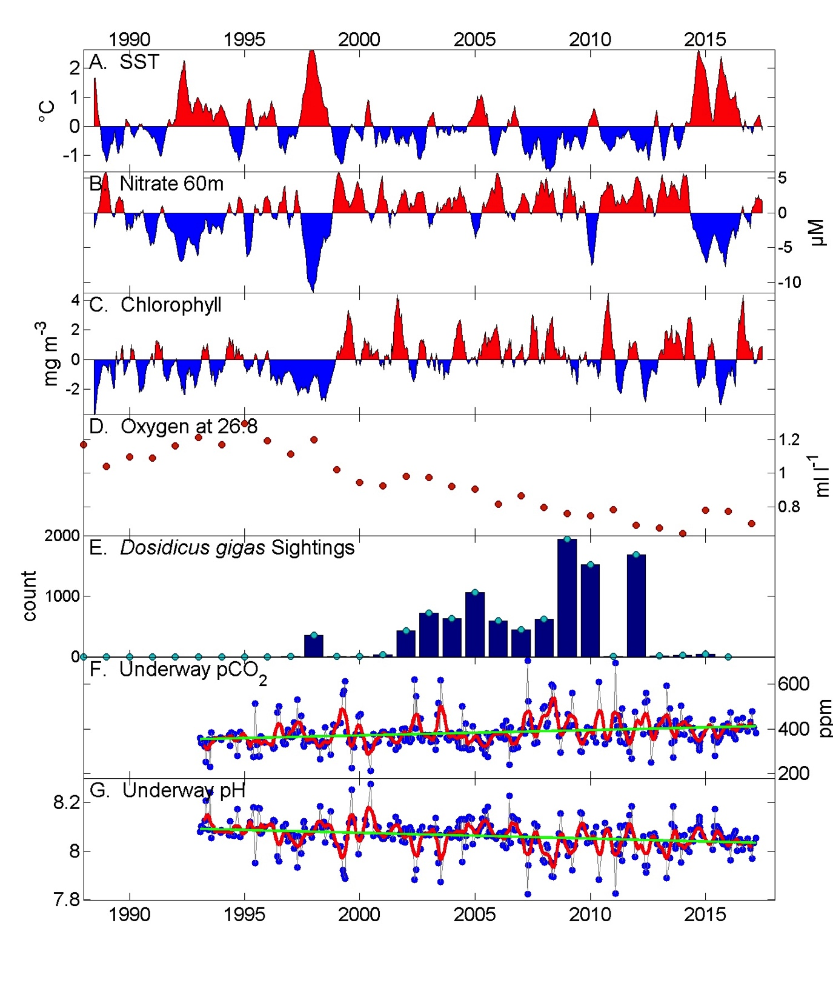 1990 1995 2000 2005 2010 2015
A. SST
2
1
0
-1
°C
B. Nitrate 60m
5
0
-5
-10
µM
C. Chlorophyll
4
2
0
-2
mg m-3
D. Oxygen at 26.8
1.2
1
0.8
ml l-1
E. Dosidicus gigas Sightings
2000
1000
0
count
F. Underway pCO2
600
400
200
ppm
G. Underway pH
8.2
8
7.8
1990 1995 2000 2005 2010 2015